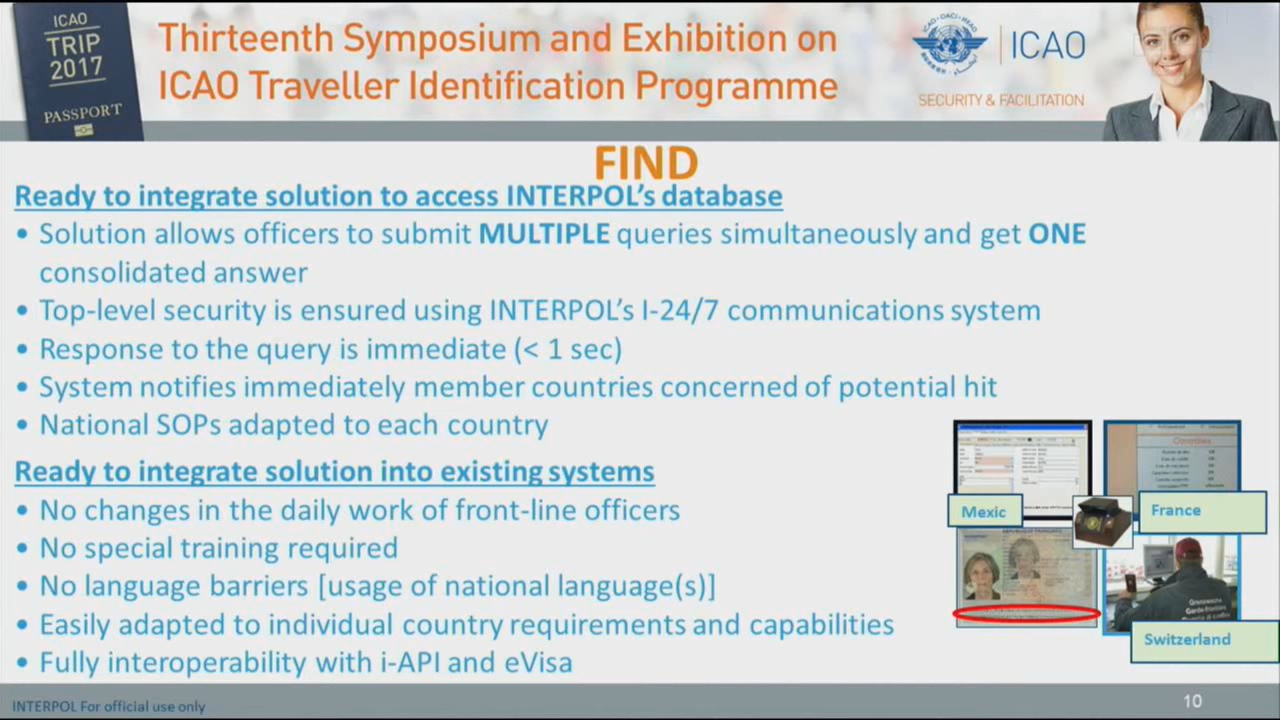 ICAO
TRIP
2017
PASSPORT
Thirteenth Symposium and Exhibition on
ICAO Traveller Identification Programme
ICAO
SECURITY & FACILITATION
FIND
Ready to integrate solution to access INTERPOL's database
• Solution allows officers to submit MULTIPLE queries simultaneously and get ONE
consolidated answer
• Top-level security is ensured using INTERPOL's I-24/7 communications system
• Response to the query is immediate (< 1 sec)
• System notifies immediately member countries concerned of potential hit
• National SOPs adapted to each country
Ready to integrate solution into existing systems
• No changes in the daily work of front-line officers
• No special training required
• No language barriers [usage of national language(s)]
• Easily adapted to individual country requirements and capabilities
• Fully interoperability with i-API and eVisa
Mexic
France
Switzerland
INTERPOL For official use only
10